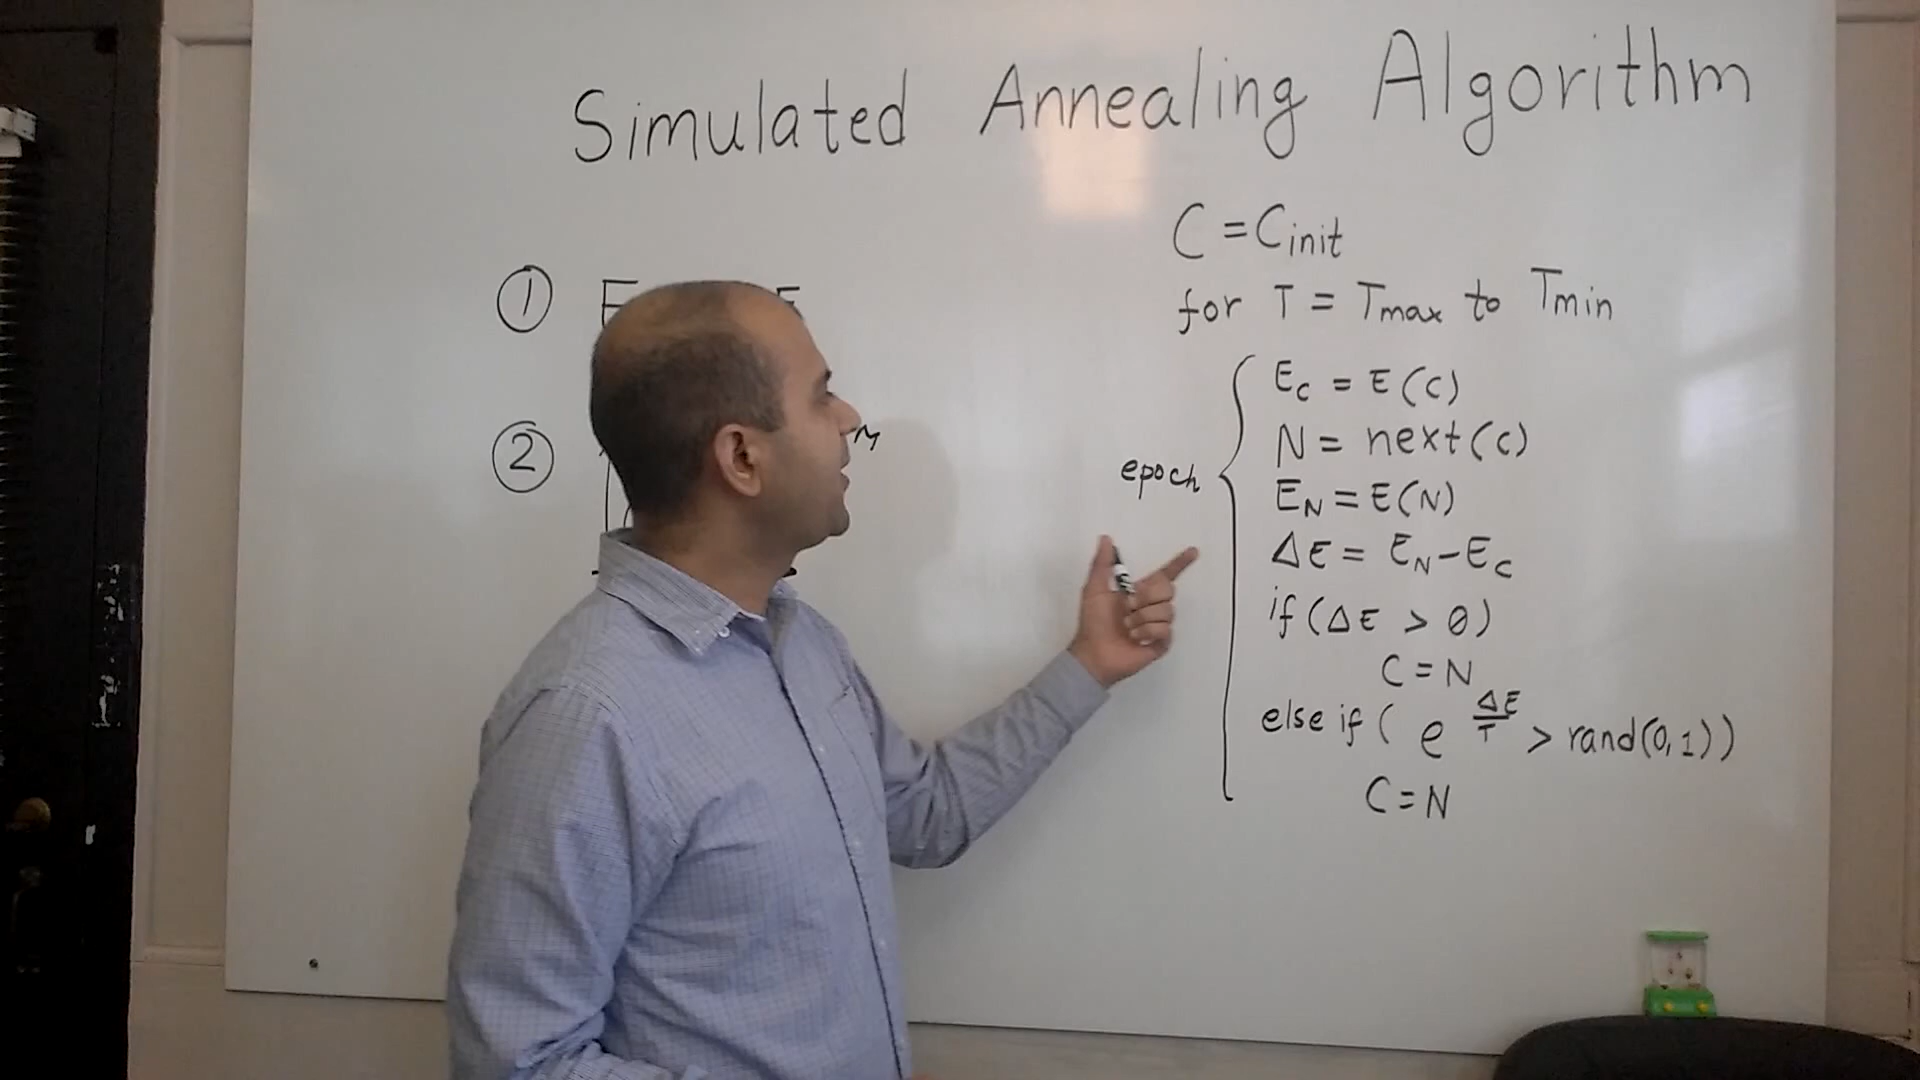 Simulated Annealing Algorithm
①
②
C = Cinit
for T = Tmax to Tmin
epoch
Ec = E(c)
N = next(c)
EN = E(N)
ΔE = EN - Ec
if (ΔE > 0)
C = N
else if ( e^ΔE/T > rand(0,1))
C = N